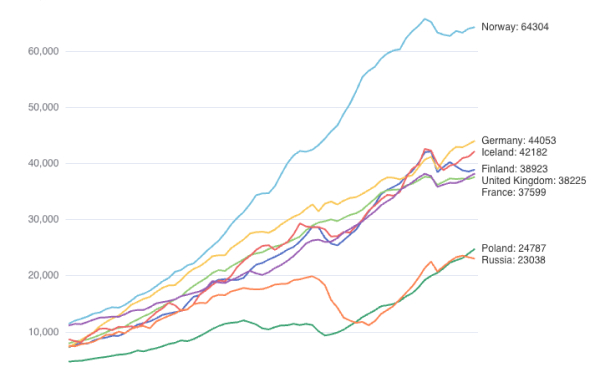 Norway: 64304
60,000
50,000
Germany: 44053
Iceland: 42182
40,000
Finland: 38923
United Kingdom: 38225
France: 37599
30,000
Poland: 24787
Russia: 23038
20,000
10,000